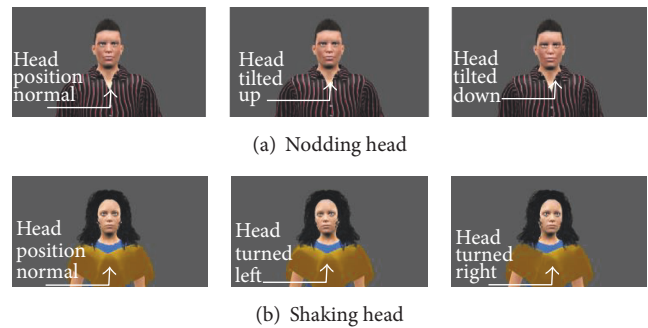 Head
position
normal
Head
tilted
up
Head
tilted
down
(a) Nodding head
Head
position
normal
Head
turned
left
Head
turned
right
(b) Shaking head